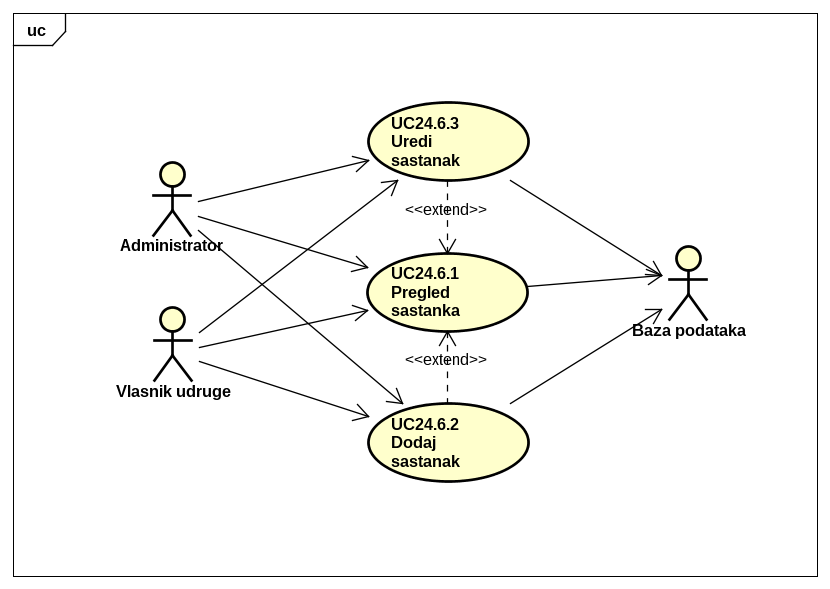 uc
UC24.6.3
Uredi
sastanak
<<extend>>
Administrator
UC24.6.1
Pregled
sastanka
Baza podataka
<<extend>>
Vlasnik udruge
UC24.6.2
Dodaj
sastanak